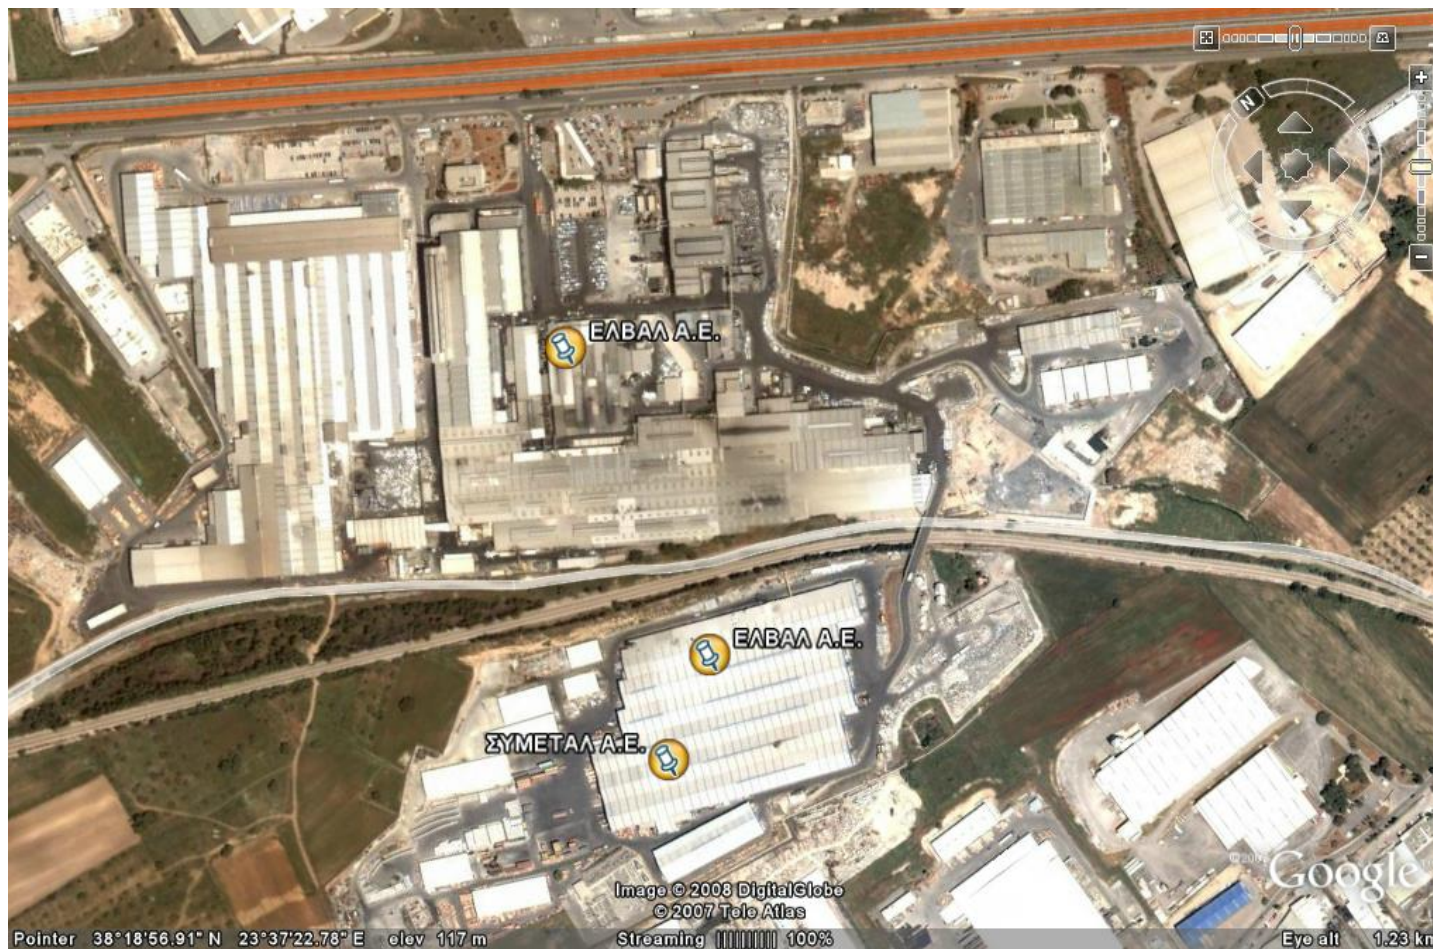 N
ΕΛΒΑΛ Α.Ε.
ΕΛΒΑΛ Α.Ε.
ΣΥΜΕΤΑΛ Α.Ε.
Image © 2008 DigitalGlobe
© 2007 Tele Atlas
Google
Pointer 38°18'56.91" N 23°37'22.78" E elev 117 m Streaming |||||||||| 100% Eye alt 1.23 km